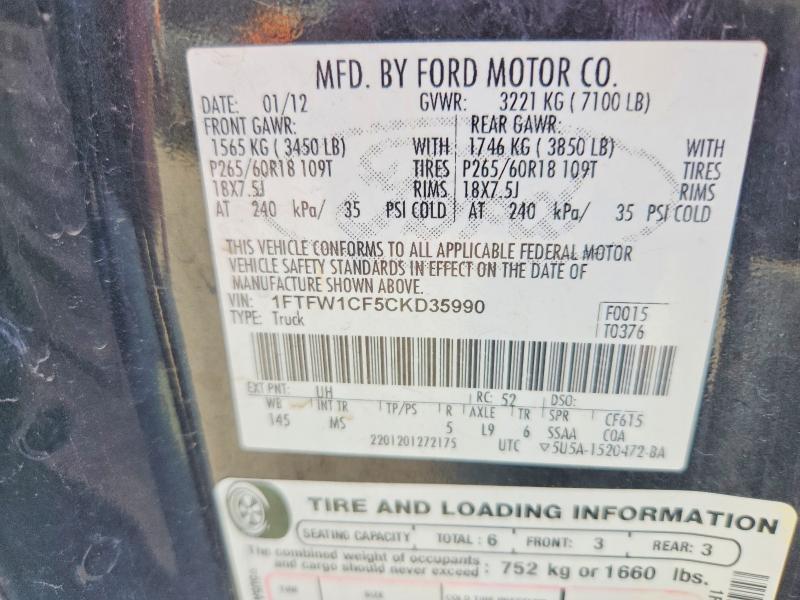 MFD. BY FORD MOTOR CO.
DATE: 01/12 GVWR: 3221 KG ( 7100 LB)
FRONT GAWR: REAR GAWR:
1565 KG ( 3450 LB) WITH 1746 KG ( 3850 LB) WITH
P265/60R18 109T TIRES P265/60R18 109T TIRES
18X7.5J RIMS 18X7.5J RIMS
AT 240 kPa/ 35 PSI COLD AT 240 kPa/ 35 PSI COLD
THIS VEHICLE CONFORMS TO ALL APPLICABLE FEDERAL MOTOR
VEHICLE SAFETY STANDARDS IN EFFECT ON THE DATE OF
MANUFACTURE SHOWN ABOVE.
VIN: 1FTFW1CF5CKD35990 F0015
TYPE: Truck T0376
EXT PNT: UH RC: 52 DSO:
WB INT TR TP/PS R AXLE TR SPR CF615
145 MS 5 L9 6 SSAA COA
2201201272175 UTC ▽5U5A-1520472-BA
TIRE AND LOADING INFORMATION
SEATING CAPACITY TOTAL : 6 FRONT: 3 REAR: 3
The combined weight of occupants
and cargo should never exceed : 752 kg or 1660 lbs.
TIRE SIZE